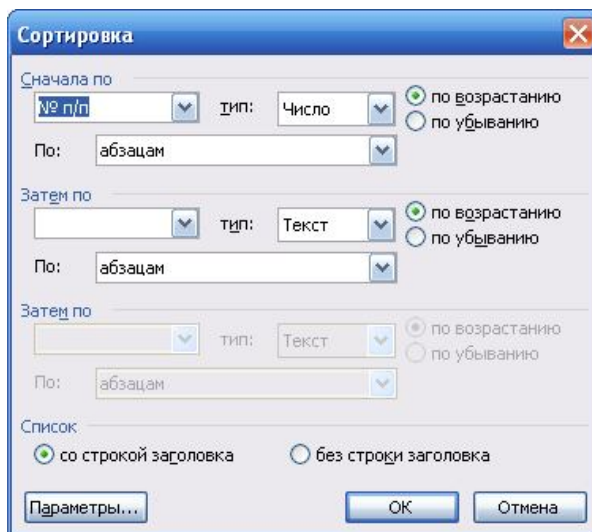 Сортировка
Сначала по
№ п/п тип: Число по возрастанию
по убыванию
По: абзацам
Затем по
тип: Текст по возрастанию
по убыванию
По: абзацам
Затем по
тип: Текст по возрастанию
по убыванию
По: абзацам
Список
со строкой заголовка без строки заголовка
Параметры... ОК Отмена